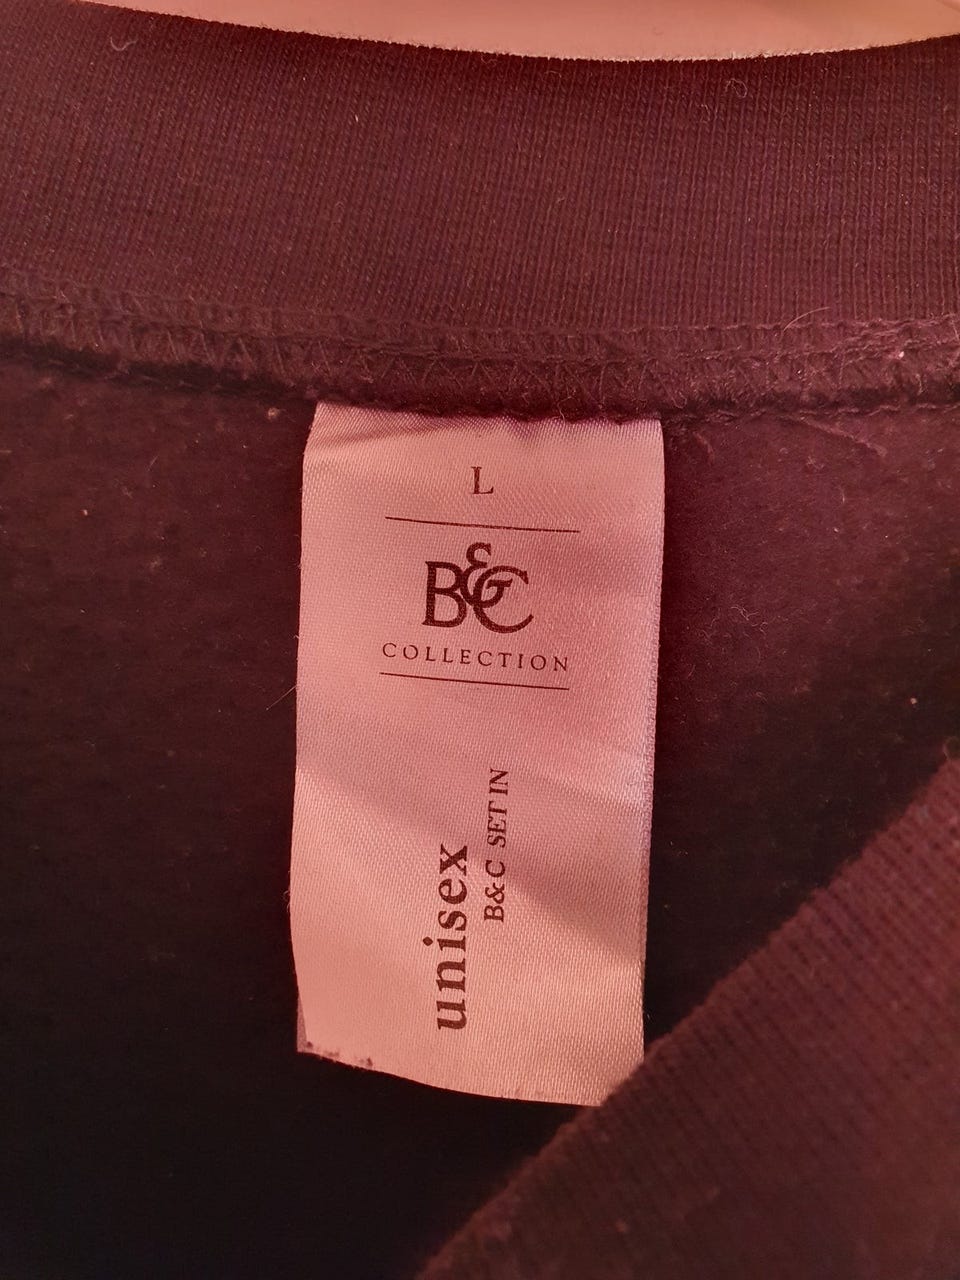 L
B&C
COLLECTION
unisex
B&C SET IN